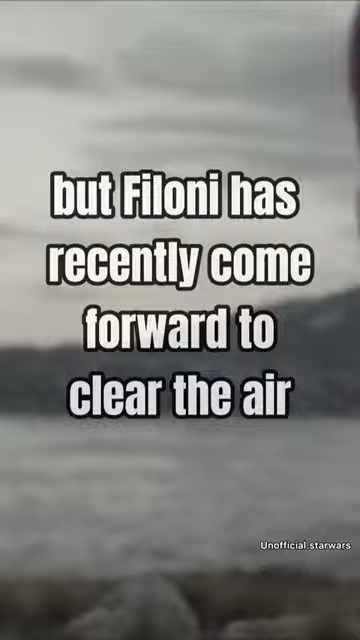 but Filoni has
recently come
forward to
clear the air
Unofficial.starwars